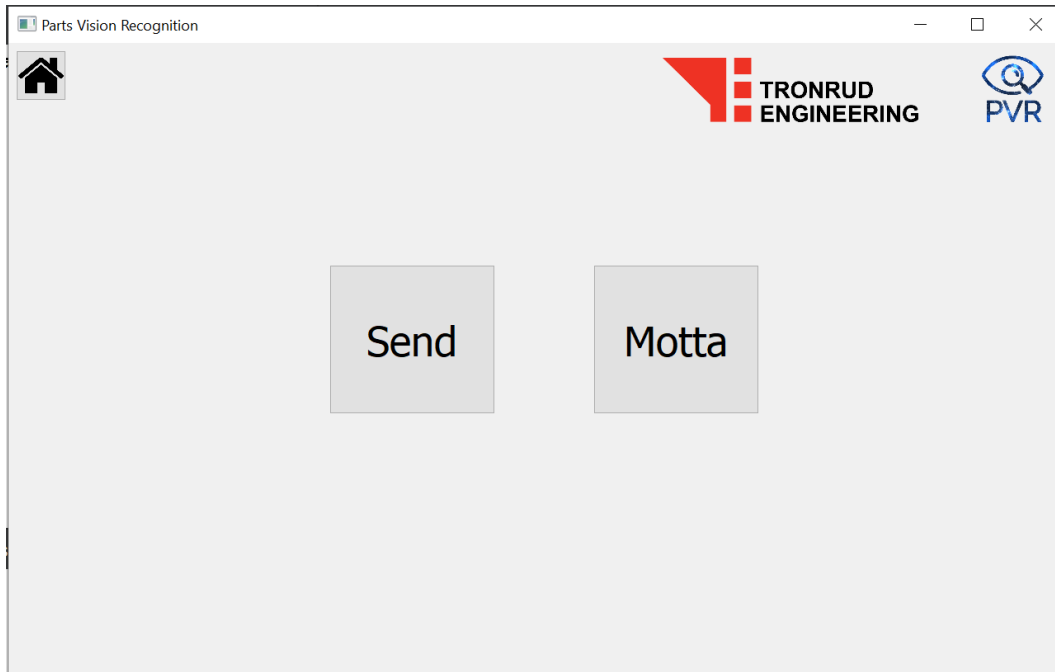 Parts Vision Recognition
TRONRUD
ENGINEERING
PVR
Send
Motta